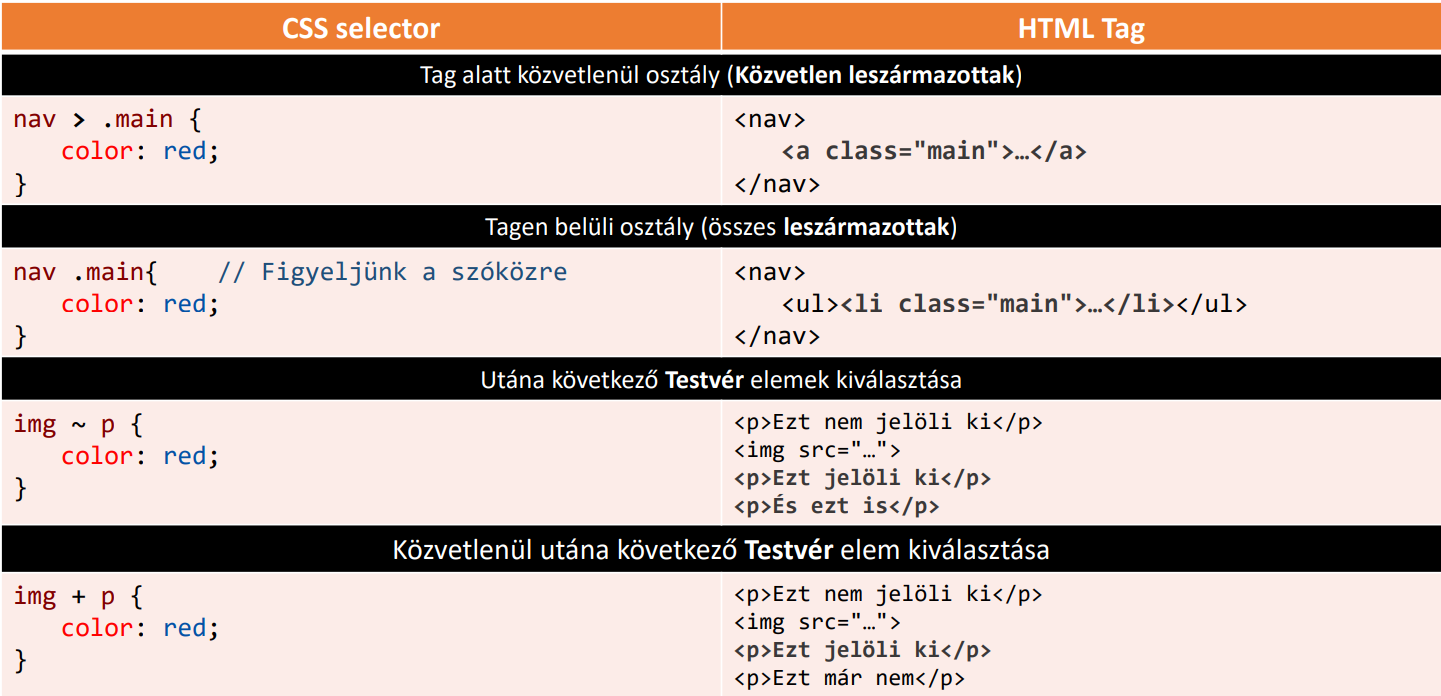 CSS selector
HTML Tag
Tag alatt közvetlenül osztály (Közvetlen leszármazottak)
nav > .main {
   color: red;
}
<nav>
   <a class="main">…</a>
</nav>
Tagen belüli osztály (összes leszármazottak)
nav .main{    // Figyeljünk a szóközre
   color: red;
}
<nav>
   <ul><li class="main">…</li></ul>
</nav>
Utána következő Testvér elemek kiválasztása
img ~ p {
   color: red;
}
<p>Ezt nem jelöli ki</p>
<img src="…">
<p>Ezt jelöli ki</p>
<p>És ezt is</p>
Közvetlenül utána következő Testvér elem kiválasztása
img + p {
   color: red;
}
<p>Ezt nem jelöli ki</p>
<img src="…">
<p>Ezt jelöli ki</p>
<p>Ezt már nem</p>